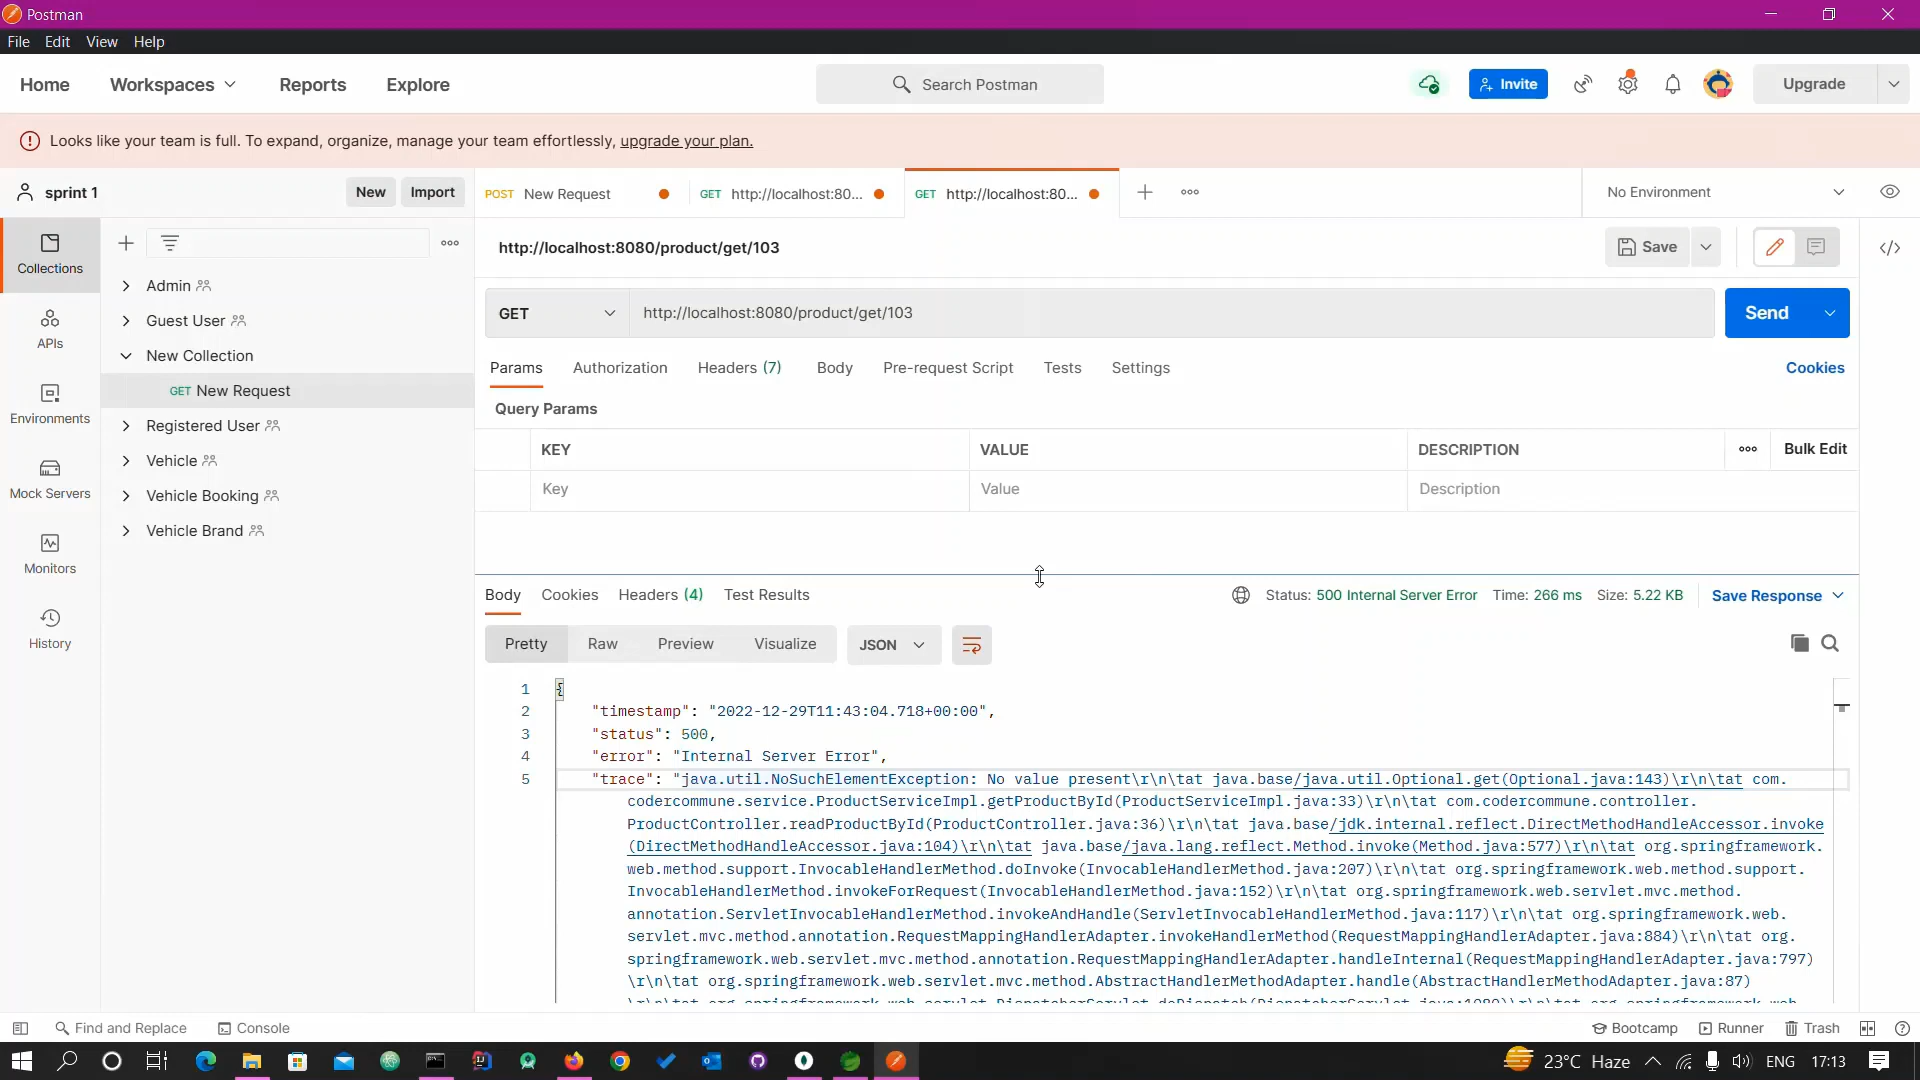 Postman
File Edit View Help
Home Workspaces Reports Explore Search Postman Invite Upgrade
Looks like your team is full. To expand, organize, manage your team effortlessly, upgrade your plan.
sprint 1 New Import POST New Request GET http://localhost:80... GET http://localhost:80... No Environment
http://localhost:8080/product/get/103 Save
Collections
APIs
Environments
Mock Servers
Monitors
History
Admin
Guest User
New Collection
GET New Request
Registered User
Vehicle
Vehicle Booking
Vehicle Brand
GET http://localhost:8080/product/get/103 Send
Params Authorization Headers (7) Body Pre-request Script Tests Settings Cookies
Query Params
KEY VALUE DESCRIPTION Bulk Edit
Key Value Description
Body Cookies Headers (4) Test Results Status: 500 Internal Server Error Time: 266 ms Size: 5.22 KB Save Response
Pretty Raw Preview Visualize JSON
1 {
2 "timestamp": "2022-12-29T11:43:04.718+00:00",
3 "status": 500,
4 "error": "Internal Server Error",
5 "trace": "java.util.NoSuchElementException: No value present\r\n\tat java.base/java.util.Optional.get(Optional.java:143)\r\n\tat com.
codercommune.service.ProductServiceImpl.getProductById(ProductServiceImpl.java:33)\r\n\tat com.codercommune.controller.
ProductController.readProductById(ProductController.java:36)\r\n\tat java.base/jdk.internal.reflect.DirectMethodHandleAccessor.invoke
(DirectMethodHandleAccessor.java:104)\r\n\tat java.base/java.lang.reflect.Method.invoke(Method.java:577)\r\n\tat org.springframework.
web.method.support.InvocableHandlerMethod.doInvoke(InvocableHandlerMethod.java:207)\r\n\tat org.springframework.web.method.support.
InvocableHandlerMethod.invokeForRequest(InvocableHandlerMethod.java:152)\r\n\tat org.springframework.web.servlet.mvc.method.
annotation.ServletInvocableHandlerMethod.invokeAndHandle(ServletInvocableHandlerMethod.java:117)\r\n\tat org.springframework.web.
servlet.mvc.method.annotation.RequestMappingHandlerAdapter.invokeHandlerMethod(RequestMappingHandlerAdapter.java:884)\r\n\tat org.
springframework.web.servlet.mvc.method.annotation.RequestMappingHandlerAdapter.handleInternal(RequestMappingHandlerAdapter.java:797)
\r\n\tat org.springframework.web.servlet.mvc.method.AbstractHandlerMethodAdapter.handle(AbstractHandlerMethodAdapter.java:87)
Find and Replace Console Bootcamp Runner Trash
23°C Haze ENG 17:13